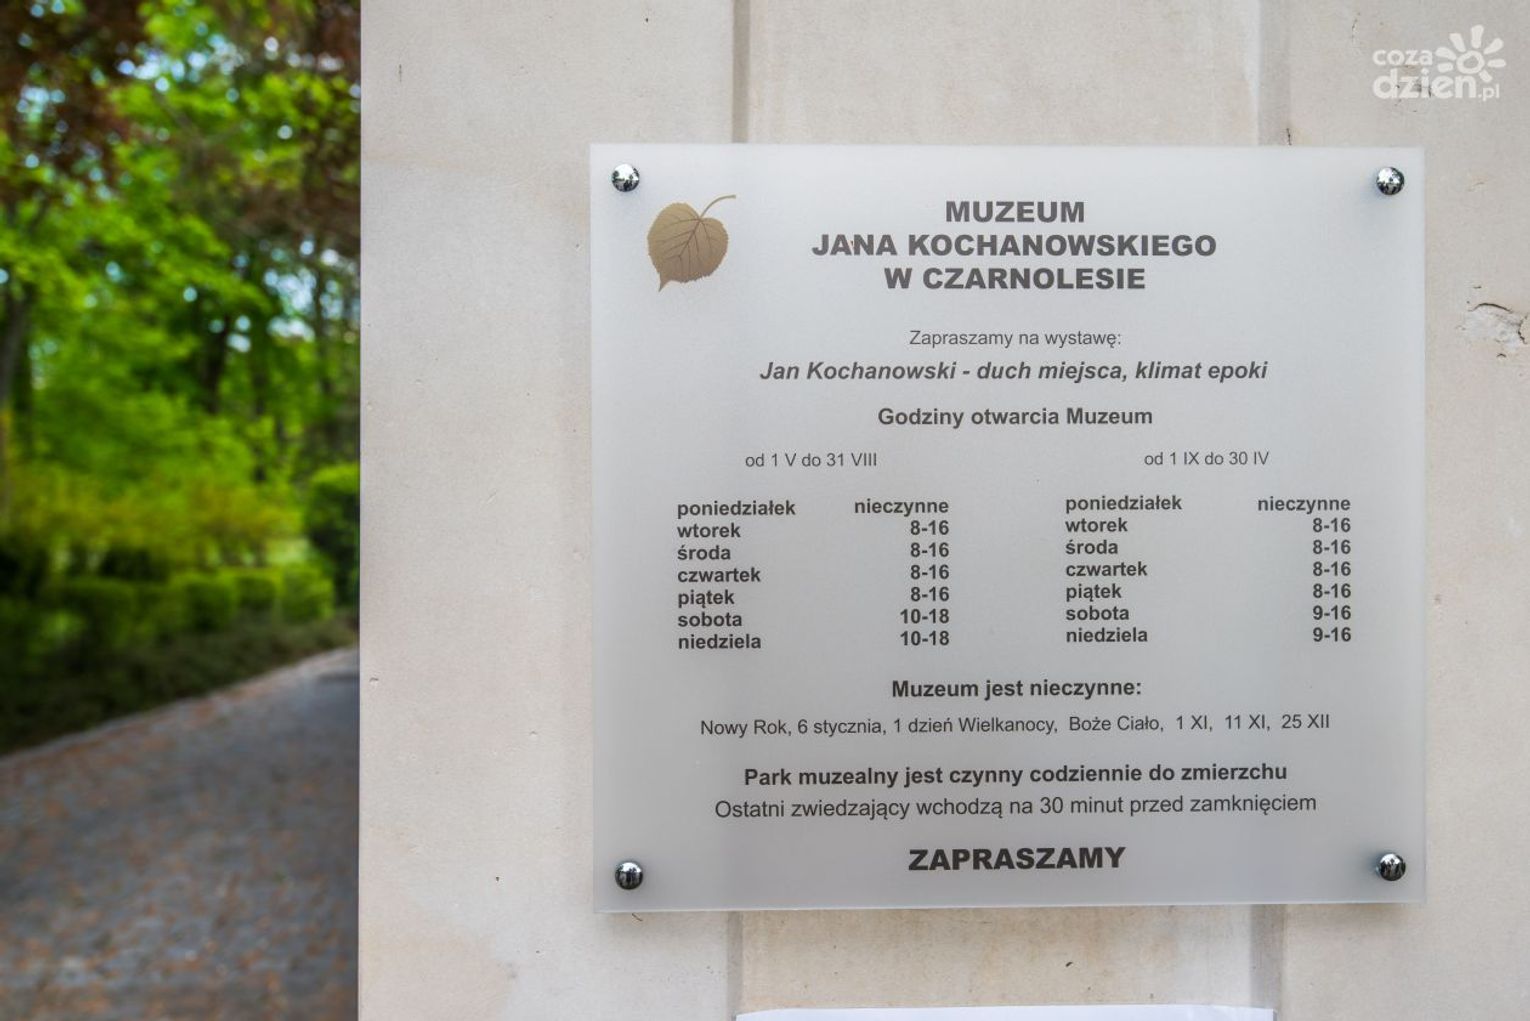 coza
dzien.pl
MUZEUM
JANA KOCHANOWSKIEGO
W CZARNOLESIE
Zapraszamy na wystawę:
Jan Kochanowski - duch miejsca, klimat epoki
Godziny otwarcia Muzeum
od 1 V do 31 VIII
poniedziałek nieczynne
wtorek 8-16
środa 8-16
czwartek 8-16
piątek 8-16
sobota 10-18
niedziela 10-18
od 1 IX do 30 IV
poniedziałek nieczynne
wtorek 8-16
środa 8-16
czwartek 8-16
piątek 8-16
sobota 9-16
niedziela 9-16
Muzeum jest nieczynne:
Nowy Rok, 6 stycznia, 1 dzień Wielkanocy, Boże Ciało, 1 XI, 11 XI, 25 XII
Park muzealny jest czynny codziennie do zmierzchu
Ostatni zwiedzający wchodzą na 30 minut przed zamknięciem
ZAPRASZAMY